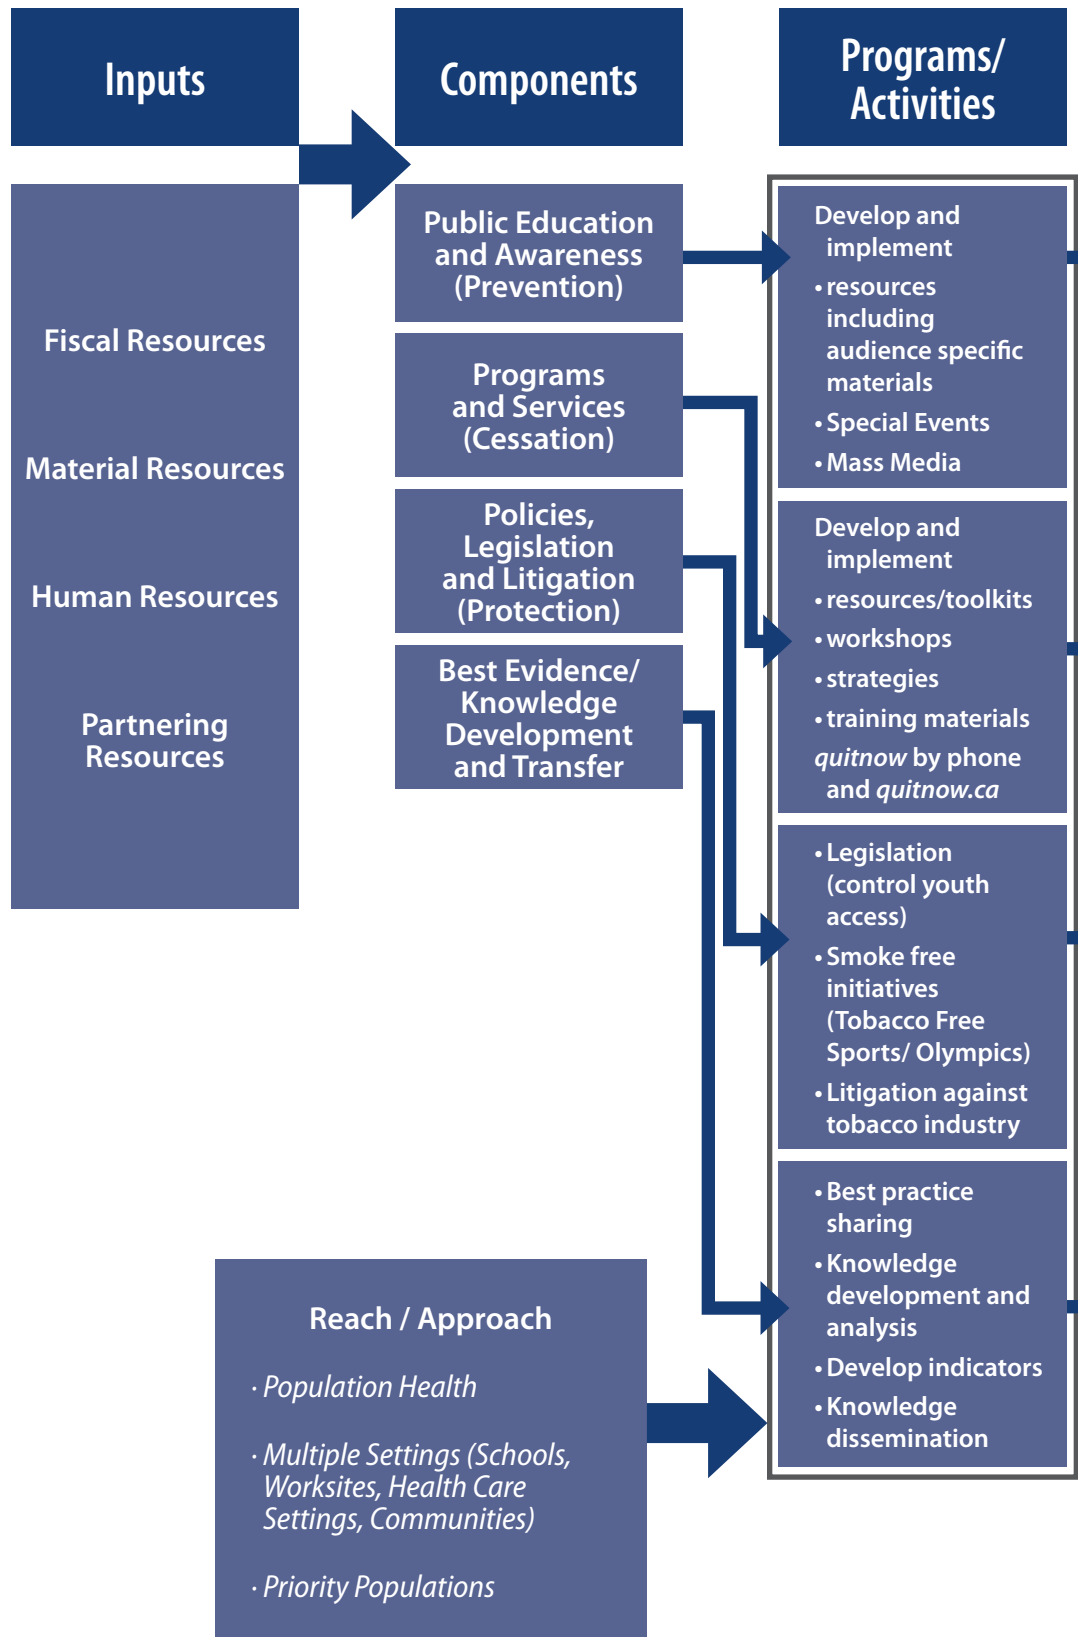 Inputs
Components
Programs/
Activities
Fiscal Resources
Material Resources
Human Resources
Partnering
Resources
Public Education
and Awareness
(Prevention)
Programs
and Services
(Cessation)
Policies,
Legislation
and Litigation
(Protection)
Best Evidence/
Knowledge
Development
and Transfer
Develop and
implement
• resources
including
audience specific
materials
• Special Events
• Mass Media
Develop and
implement
• resources/toolkits
• workshops
• strategies
• training materials
quitnow by phone
and quitnow.ca
• Legislation
(control youth
access)
• Smoke free
initiatives
(Tobacco Free
Sports/ Olympics)
• Litigation against
tobacco industry
• Best practice
sharing
• Knowledge
development and
analysis
• Develop indicators
• Knowledge
dissemination
Reach / Approach
· Population Health
· Multiple Settings (Schools,
Worksites, Health Care
Settings, Communities)
· Priority Populations